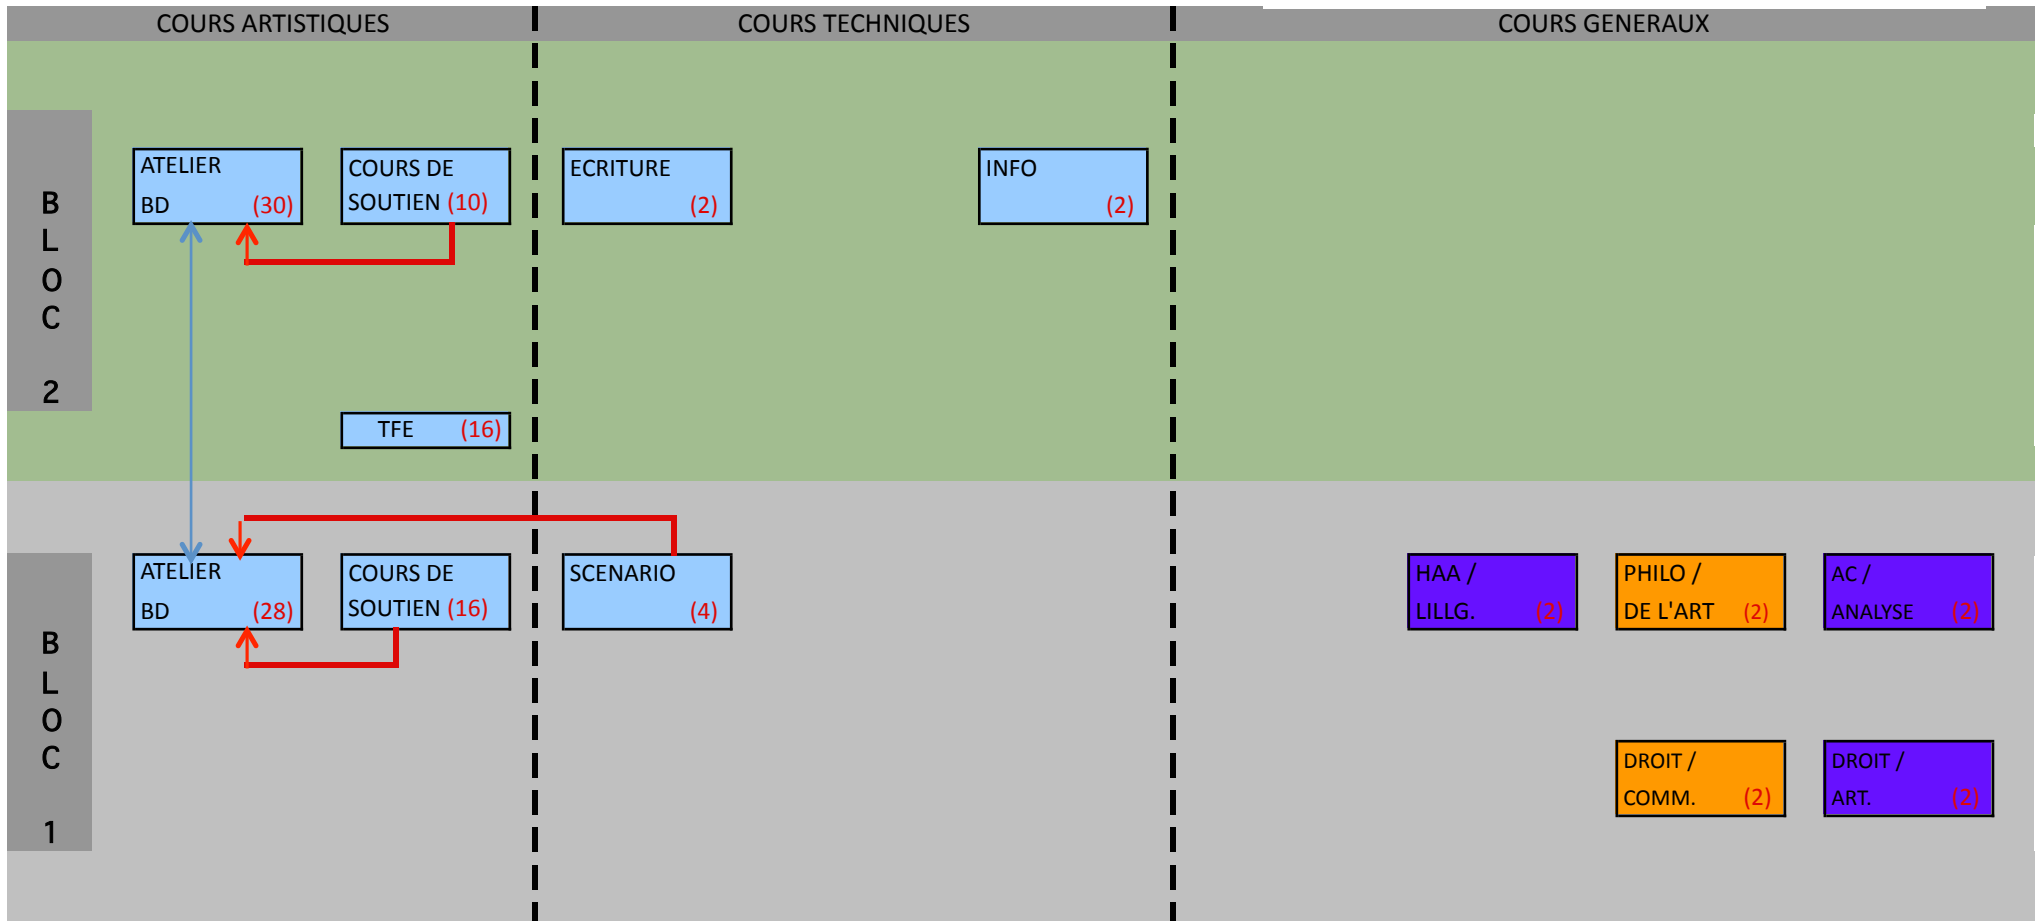 COURS ARTISTIQUES
COURS TECHNIQUES
COURS GENERAUX
B
L
O
C
2
ATELIER
BD (30)
COURS DE
SOUTIEN (10)
ECRITURE
(2)
INFO
(2)
TFE (16)
B
L
O
C
1
ATELIER
BD (28)
COURS DE
SOUTIEN (16)
SCENARIO
(4)
HAA /
LILLG. (2)
PHILO /
DE L'ART (2)
AC /
ANALYSE (2)
DROIT /
COMM. (2)
DROIT /
ART. (2)